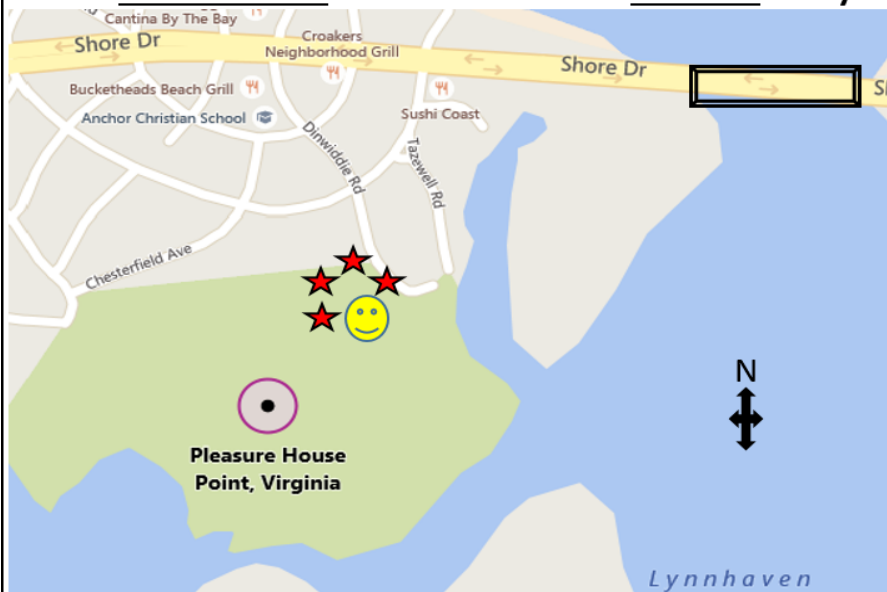 Cantina By The Bay
Shore Dr
Croakers
Neighborhood Grill
Shore Dr
Bucketheads Beach Grill
Anchor Christian School
Sushi Coast
Dinwiddie Rd
Tazewell Rd
Chesterfield Ave
N
Pleasure House
Point, Virginia
Lynnhaven